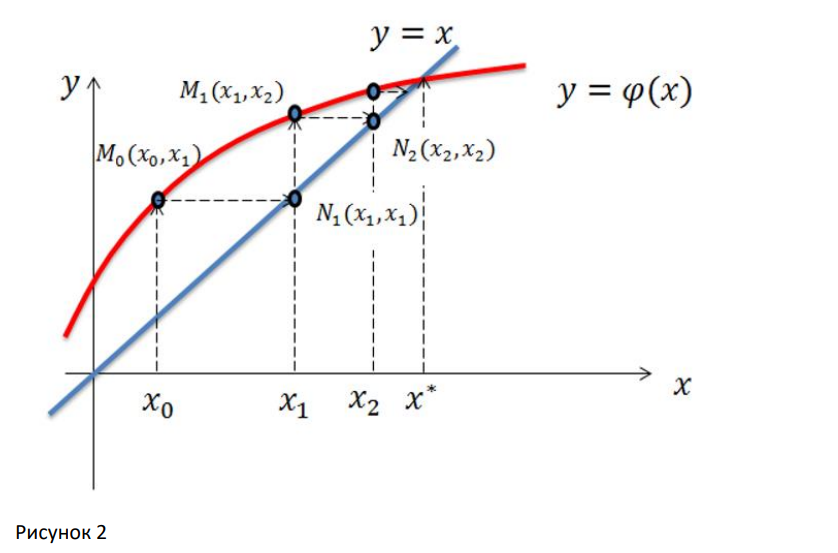 y = x
y
M₁(x₁,x₂)
y = φ(x)
M₀(x₀,x₁)
N₂(x₂,x₂)
N₁(x₁,x₁)
x₀ x₁ x₂ x*
x
Рисунок 2